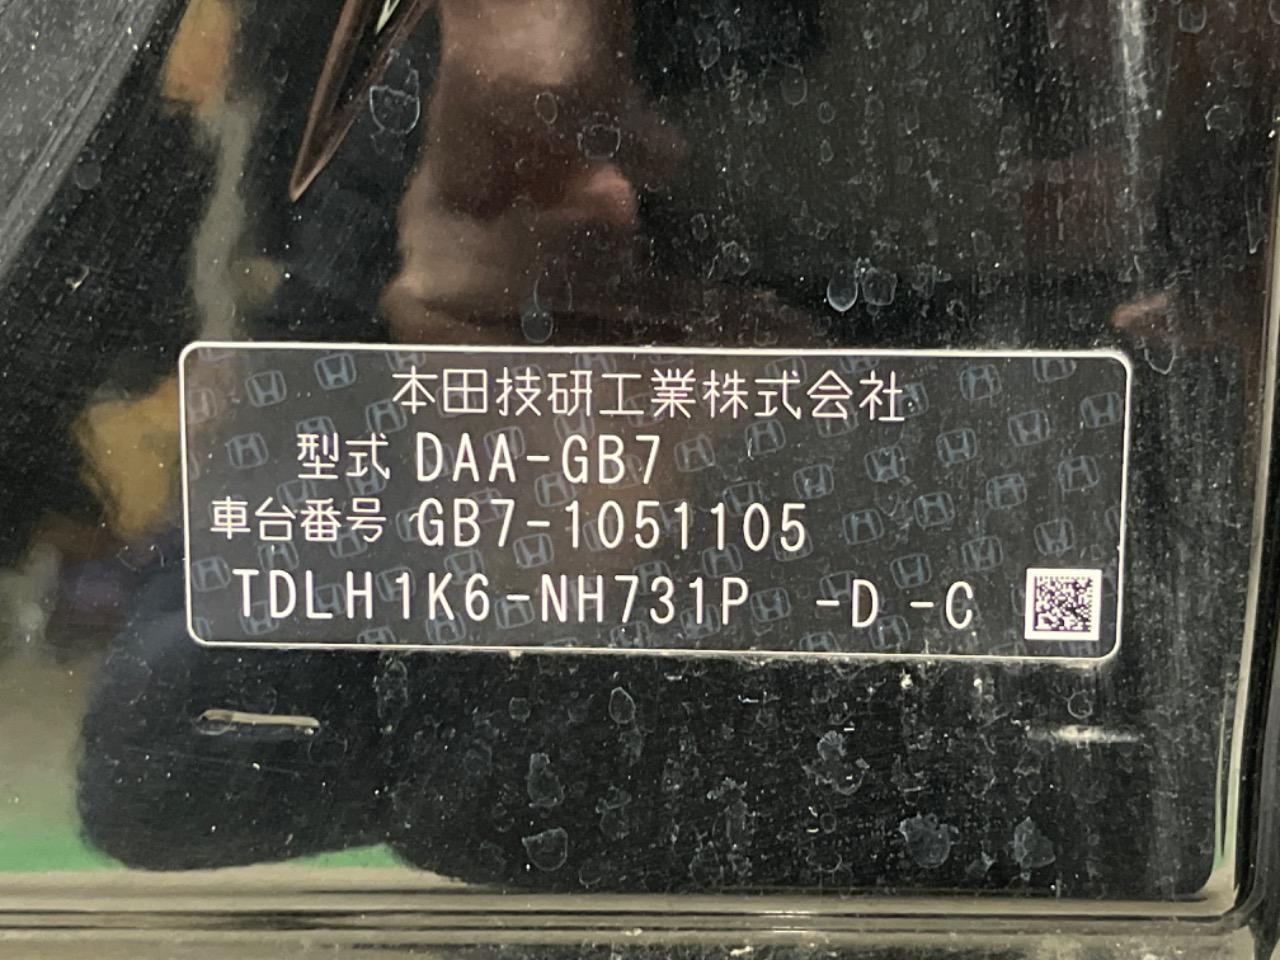 本田技研工業株式会社
型式 DAA-GB7
車台番号 GB7-1051105
TDLH1K6-NH731P -D -C